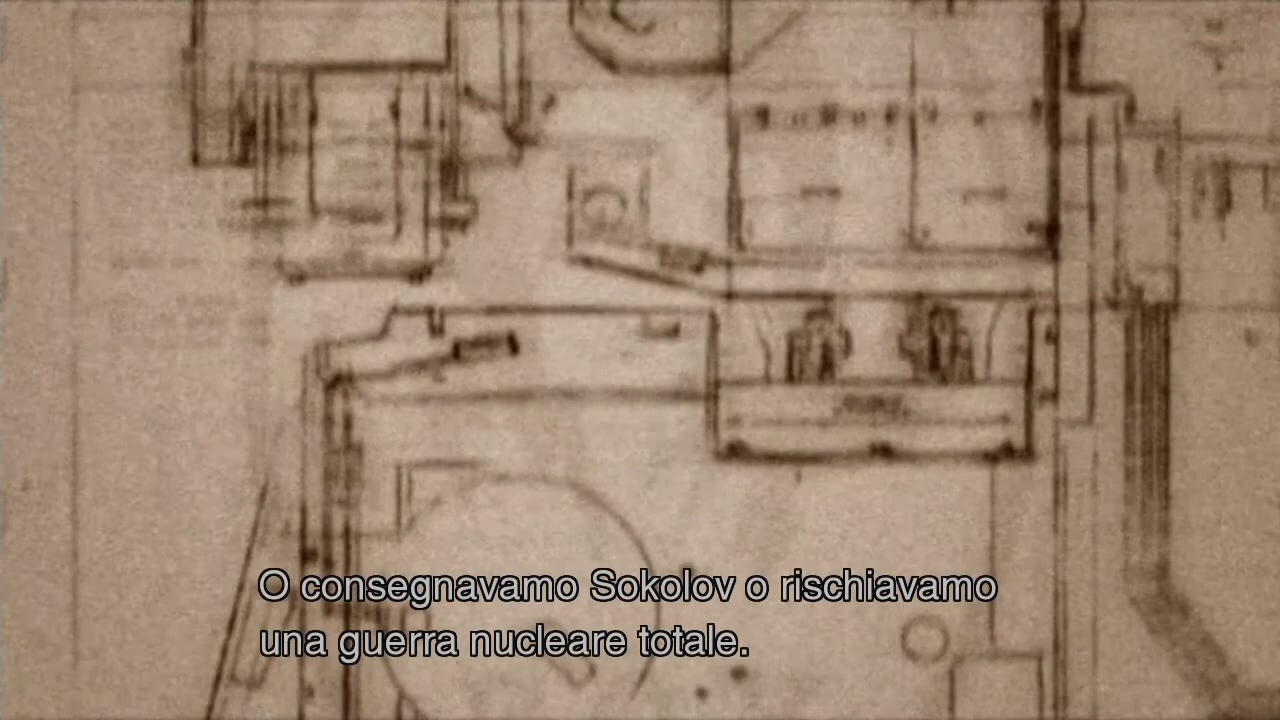 O consegnavamo Sokolov o rischiavamo
una guerra nucleare totale.